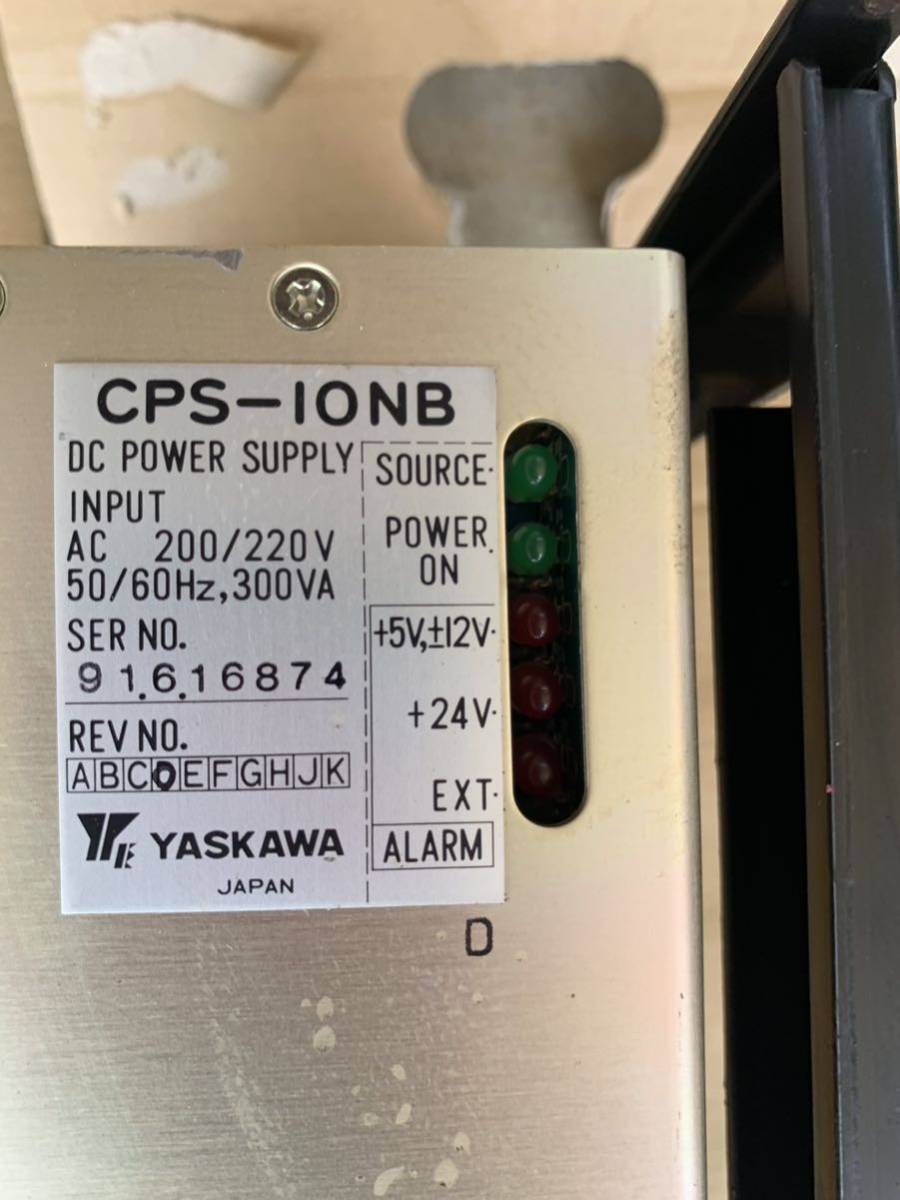 CPS-10NB
DC POWER SUPPLY
INPUT
AC 200/220V
50/60Hz, 300VA
SER NO.
91.6.16874
REV NO.
ABCDEFGHJK
YASKAWA
JAPAN
SOURCE
POWER
ON
+5V,±12V
+24V
EXT
ALARM
D